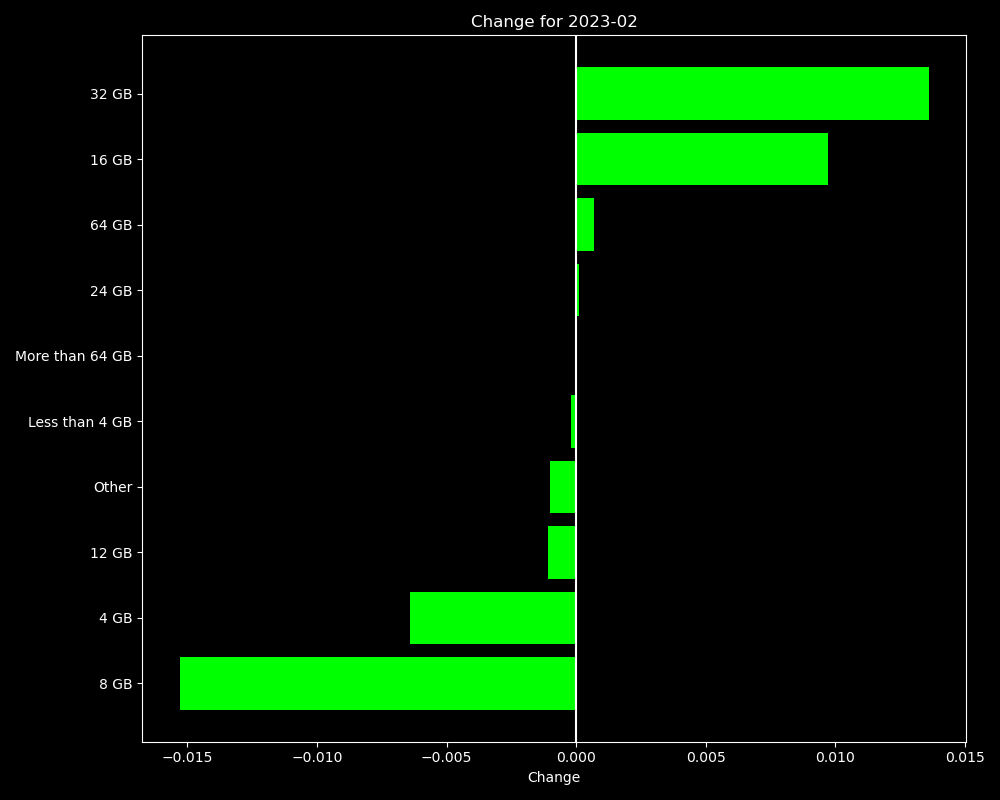 Change for 2023-02
32 GB
16 GB
64 GB
24 GB
More than 64 GB
Less than 4 GB
Other
12 GB
4 GB
8 GB
−0.015 −0.010 −0.005 0.000 0.005 0.010 0.015
Change